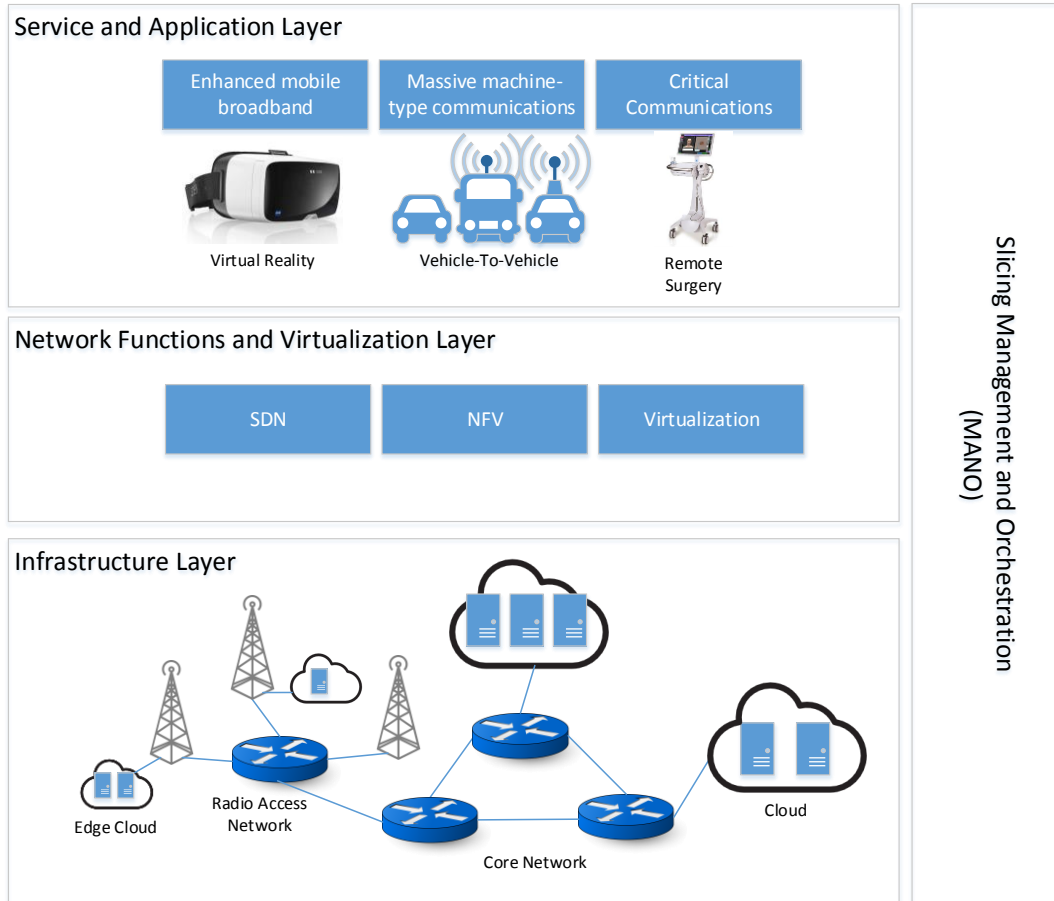 Service and Application Layer
Enhanced mobile
broadband
Massive machine-
type communications
Critical
Communications
Virtual Reality
Vehicle-To-Vehicle
Remote
Surgery
Network Functions and Virtualization Layer
SDN
NFV
Virtualization
Infrastructure Layer
Edge Cloud
Radio Access
Network
Core Network
Cloud
Slicing Management and Orchestration
(MANO)